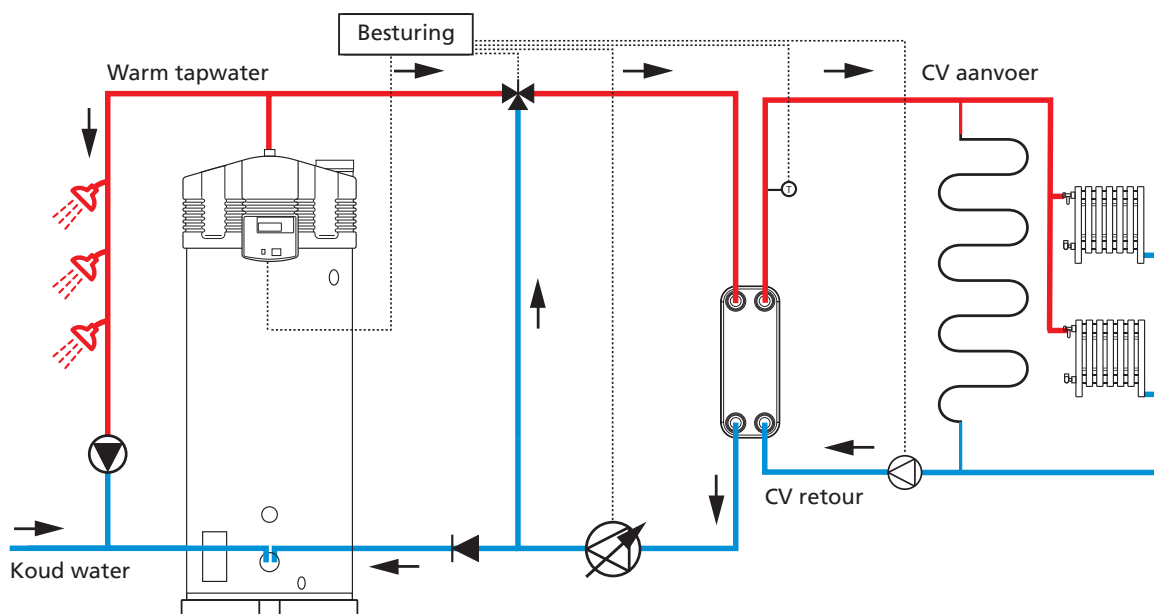 Besturing
Warm tapwater
CV aanvoer
T
CV retour
Koud water